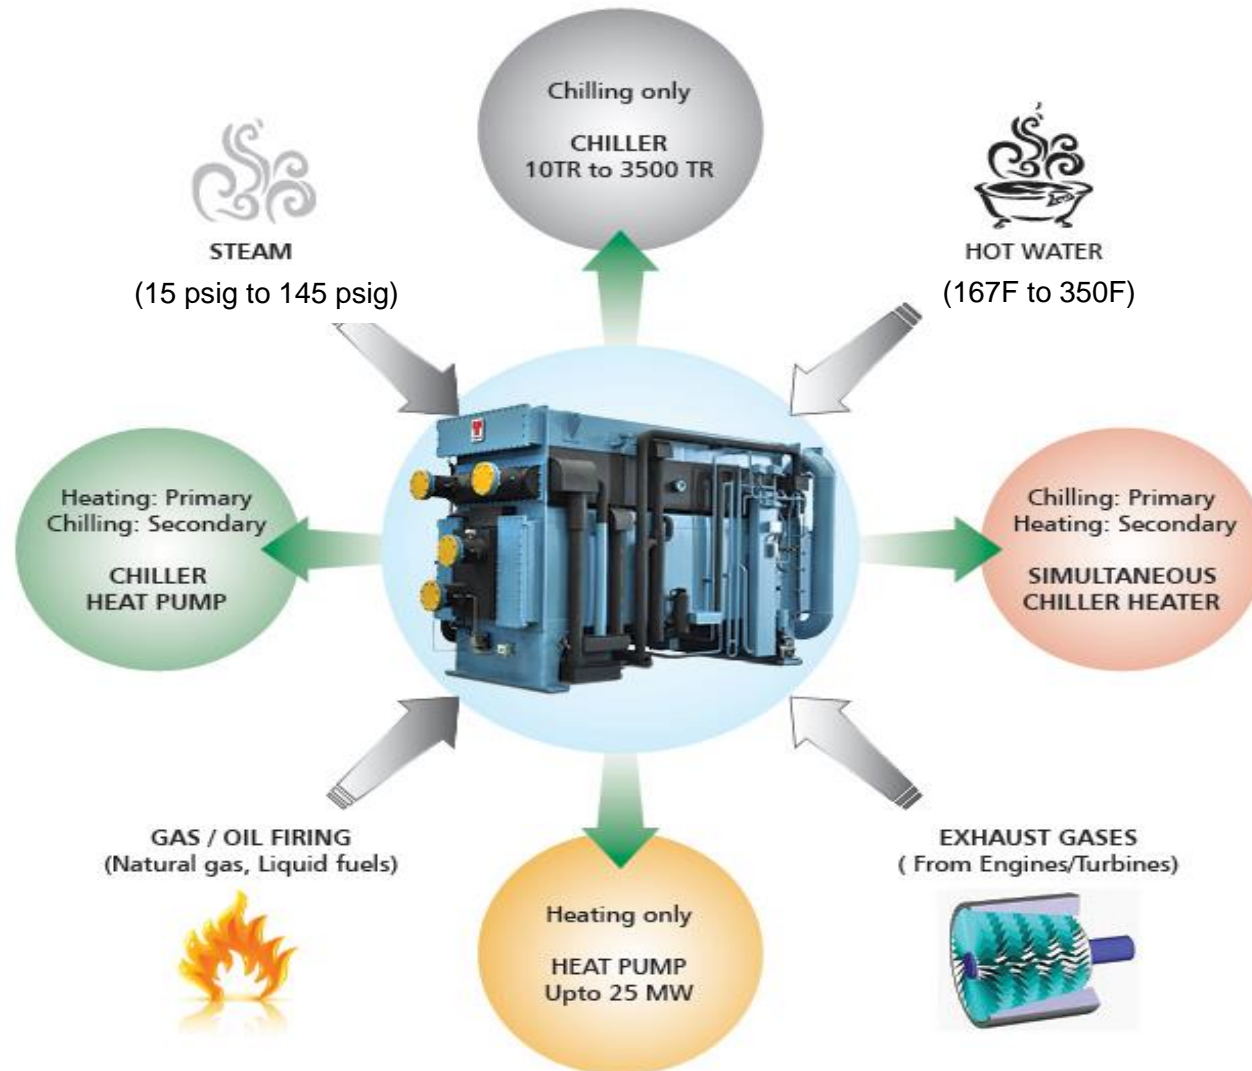 Chilling only
CHILLER
10TR to 3500 TR
STEAM
(15 psig to 145 psig)
HOT WATER
(167F to 350F)
T
Heating: Primary
Chilling: Secondary
CHILLER
HEAT PUMP
Chilling: Primary
Heating: Secondary
SIMULTANEOUS
CHILLER HEATER
GAS / OIL FIRING
(Natural gas, Liquid fuels)
EXHAUST GASES
( From Engines/Turbines)
Heating only
HEAT PUMP
Upto 25 MW